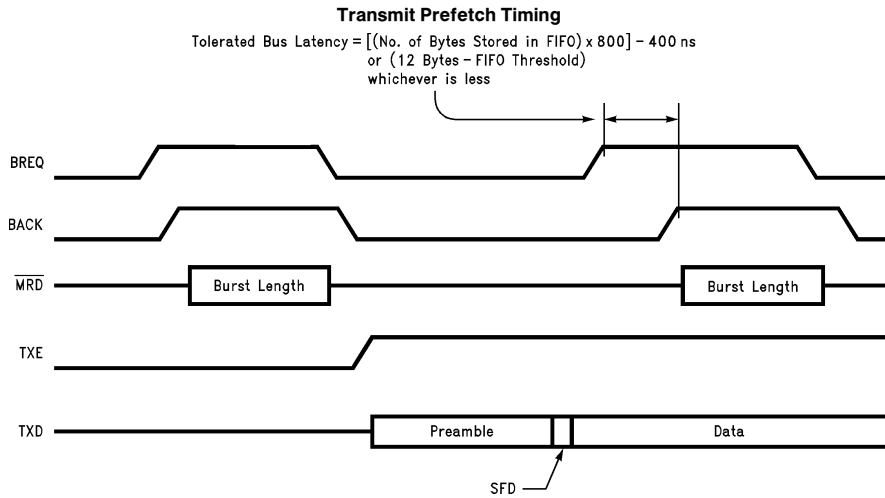 Transmit Prefetch Timing
Tolerated Bus Latency = [(No. of Bytes Stored in FIFO) x 800] - 400 ns
or (12 Bytes - FIFO Threshold)
whichever is less
BREQ
BACK
MRD
Burst Length
Burst Length
TXE
TXD
Preamble
Data
SFD